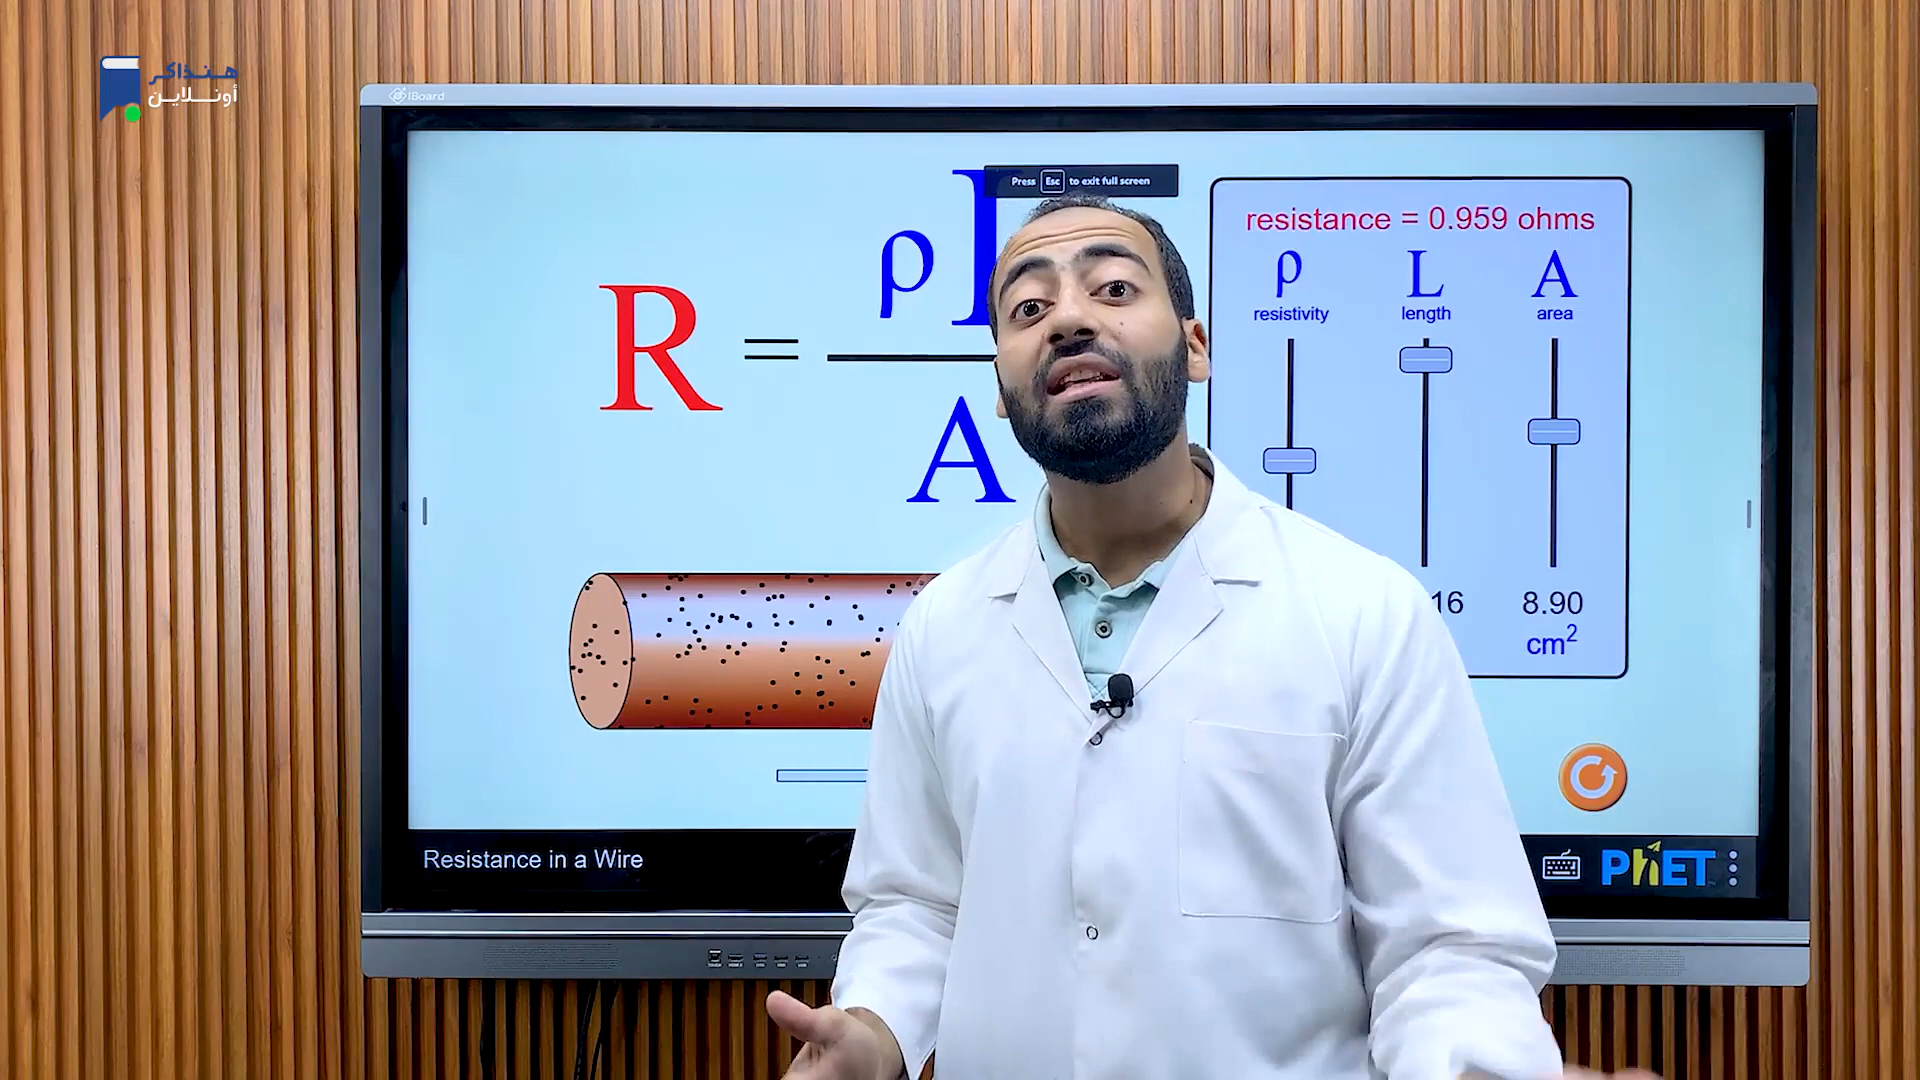 هنذاكر
أونلاين
iBoard
Press Esc to exit full screen
R = ρ L
A
resistance = 0.959 ohms
ρ L A
resistivity length area
16 8.90
cm²
Resistance in a Wire
PhET